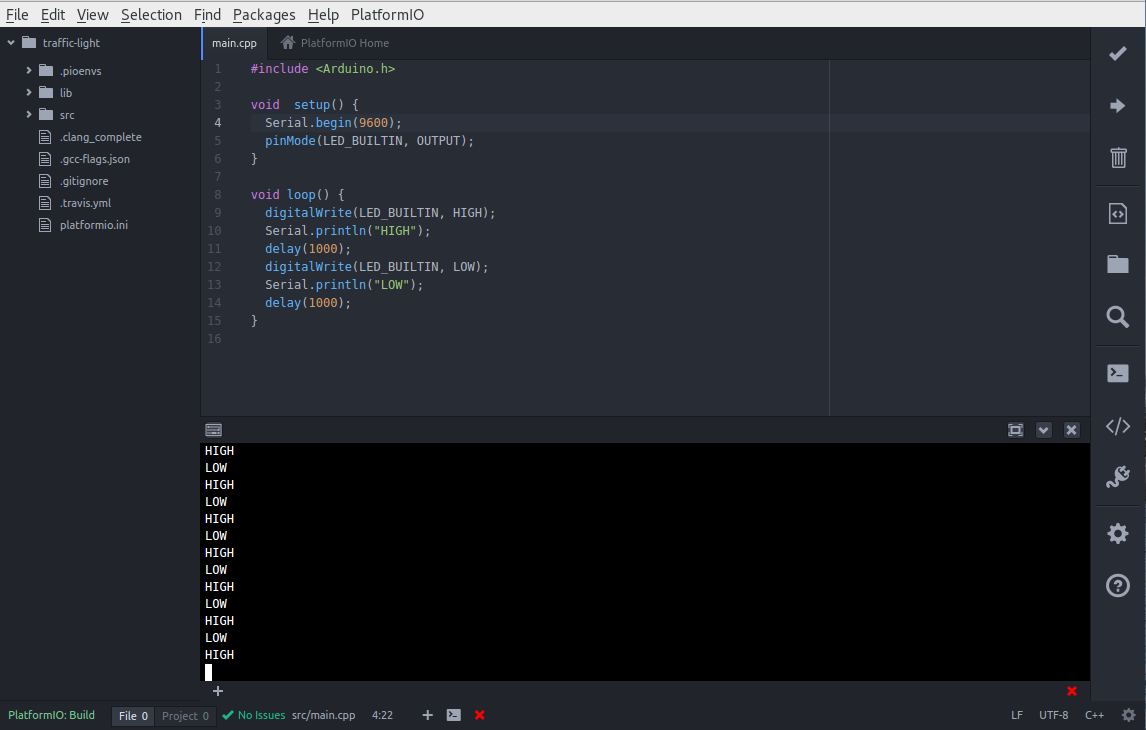 File Edit View Selection Find Packages Help PlatformIO
traffic-light
.pioenvs
lib
src
.clang_complete
.gcc-flags.json
.gitignore
.travis.yml
platformio.ini
main.cpp PlatformIO Home
1 #include <Arduino.h>
2
3 void  setup() {
4   Serial.begin(9600);
5   pinMode(LED_BUILTIN, OUTPUT);
6 }
7
8 void loop() {
9   digitalWrite(LED_BUILTIN, HIGH);
10   Serial.println("HIGH");
11   delay(1000);
12   digitalWrite(LED_BUILTIN, LOW);
13   Serial.println("LOW");
14   delay(1000);
15 }
16
HIGH
LOW
HIGH
LOW
HIGH
LOW
HIGH
LOW
HIGH
LOW
HIGH
LOW
HIGH
PlatformIO: Build File 0 Project 0 No Issues src/main.cpp 4:22 LF UTF-8 C++